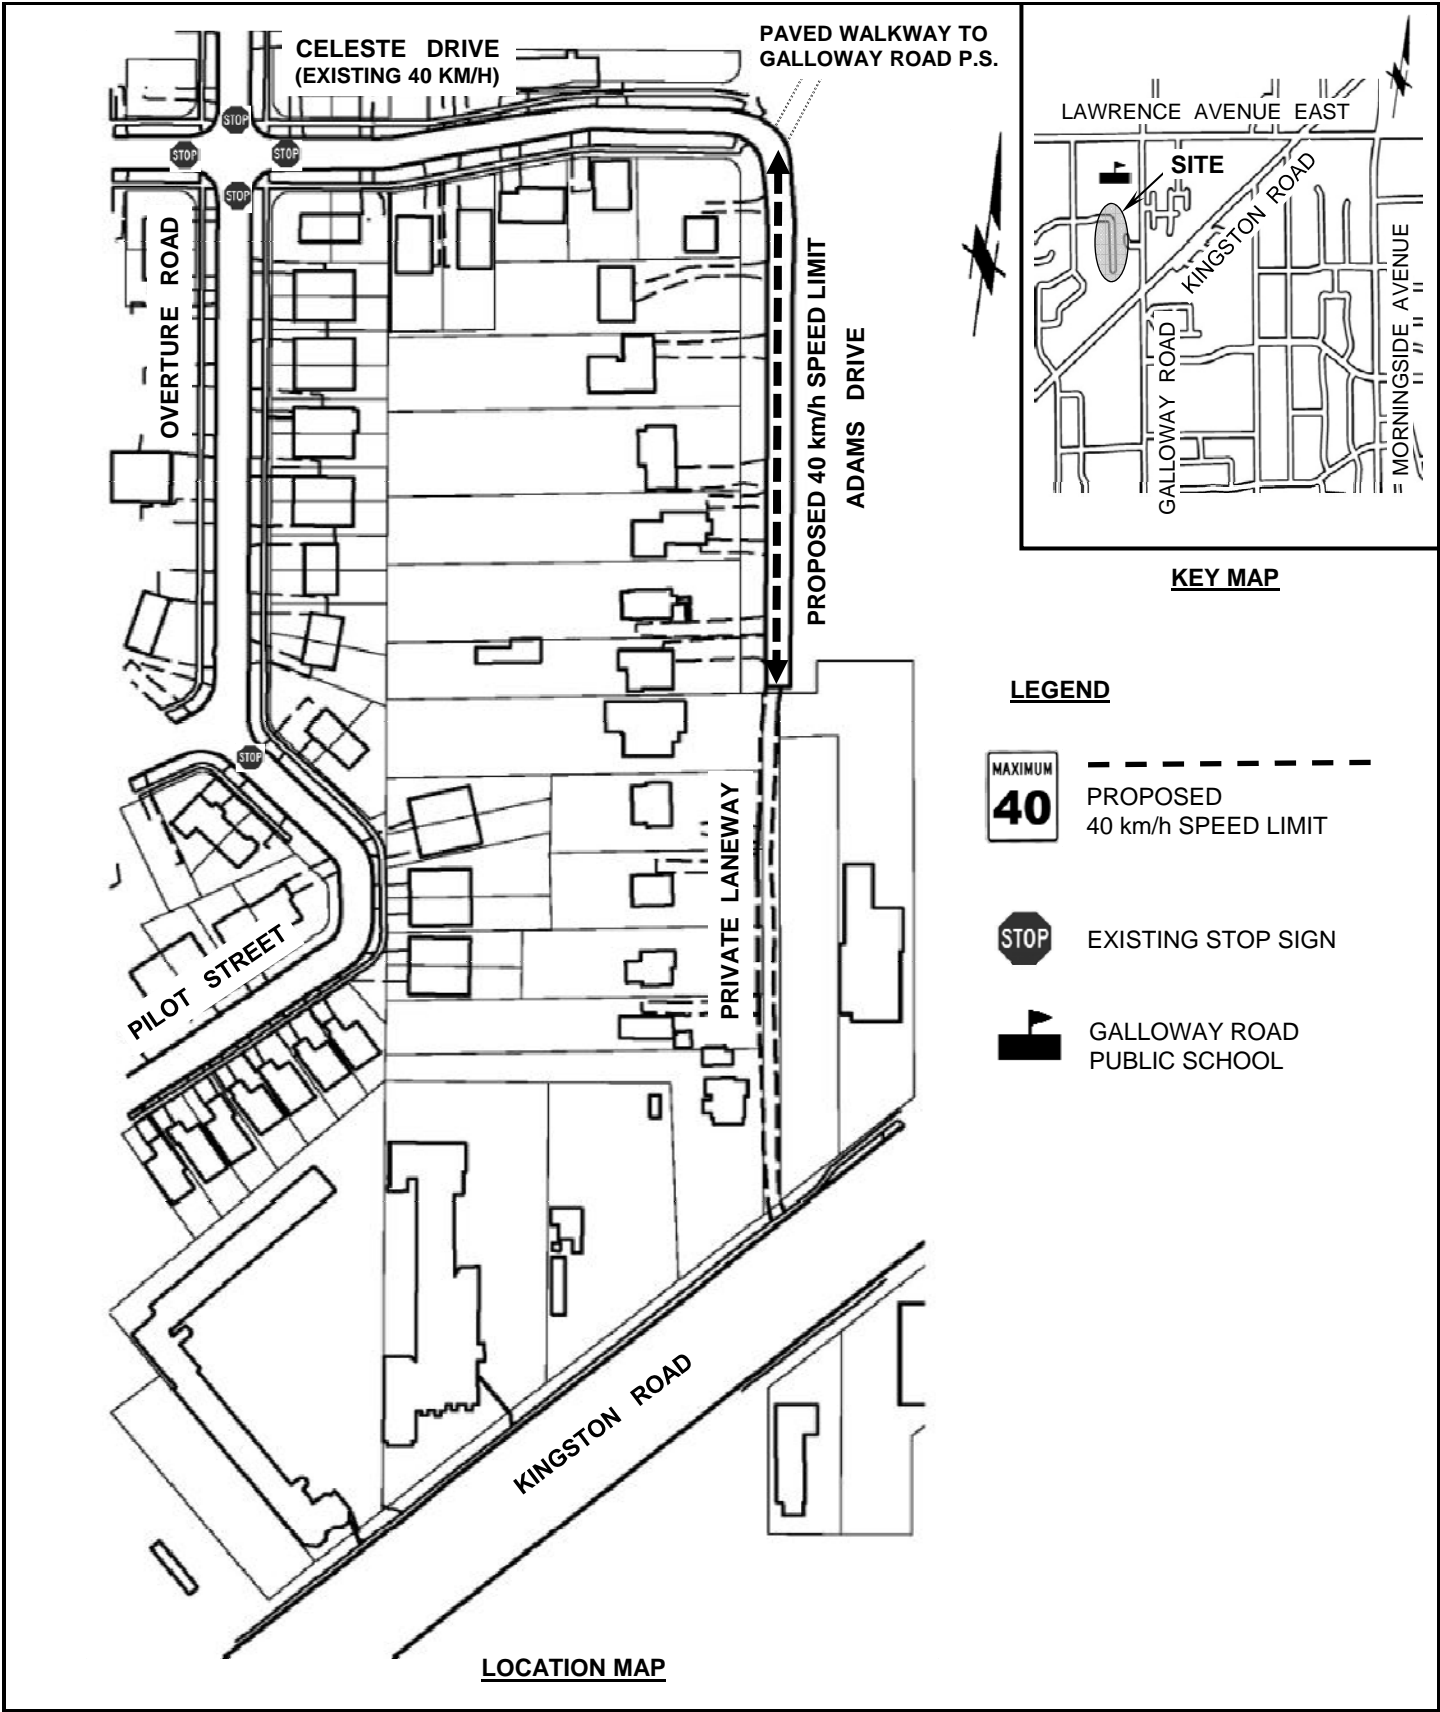 CELESTE DRIVE
(EXISTING 40 KM/H)
PAVED WALKWAY TO
GALLOWAY ROAD P.S.
STOP
STOP
STOP
STOP
OVERTURE ROAD
PROPOSED 40 km/h SPEED LIMIT
ADAMS DRIVE
STOP
PILOT STREET
PRIVATE LANEWAY
KINGSTON ROAD
LOCATION MAP
LAWRENCE AVENUE EAST
SITE
KINGSTON ROAD
GALLOWAY ROAD
MORNINGSIDE AVENUE
KEY MAP
LEGEND
MAXIMUM
40
PROPOSED
40 km/h SPEED LIMIT
STOP
EXISTING STOP SIGN
GALLOWAY ROAD
PUBLIC SCHOOL